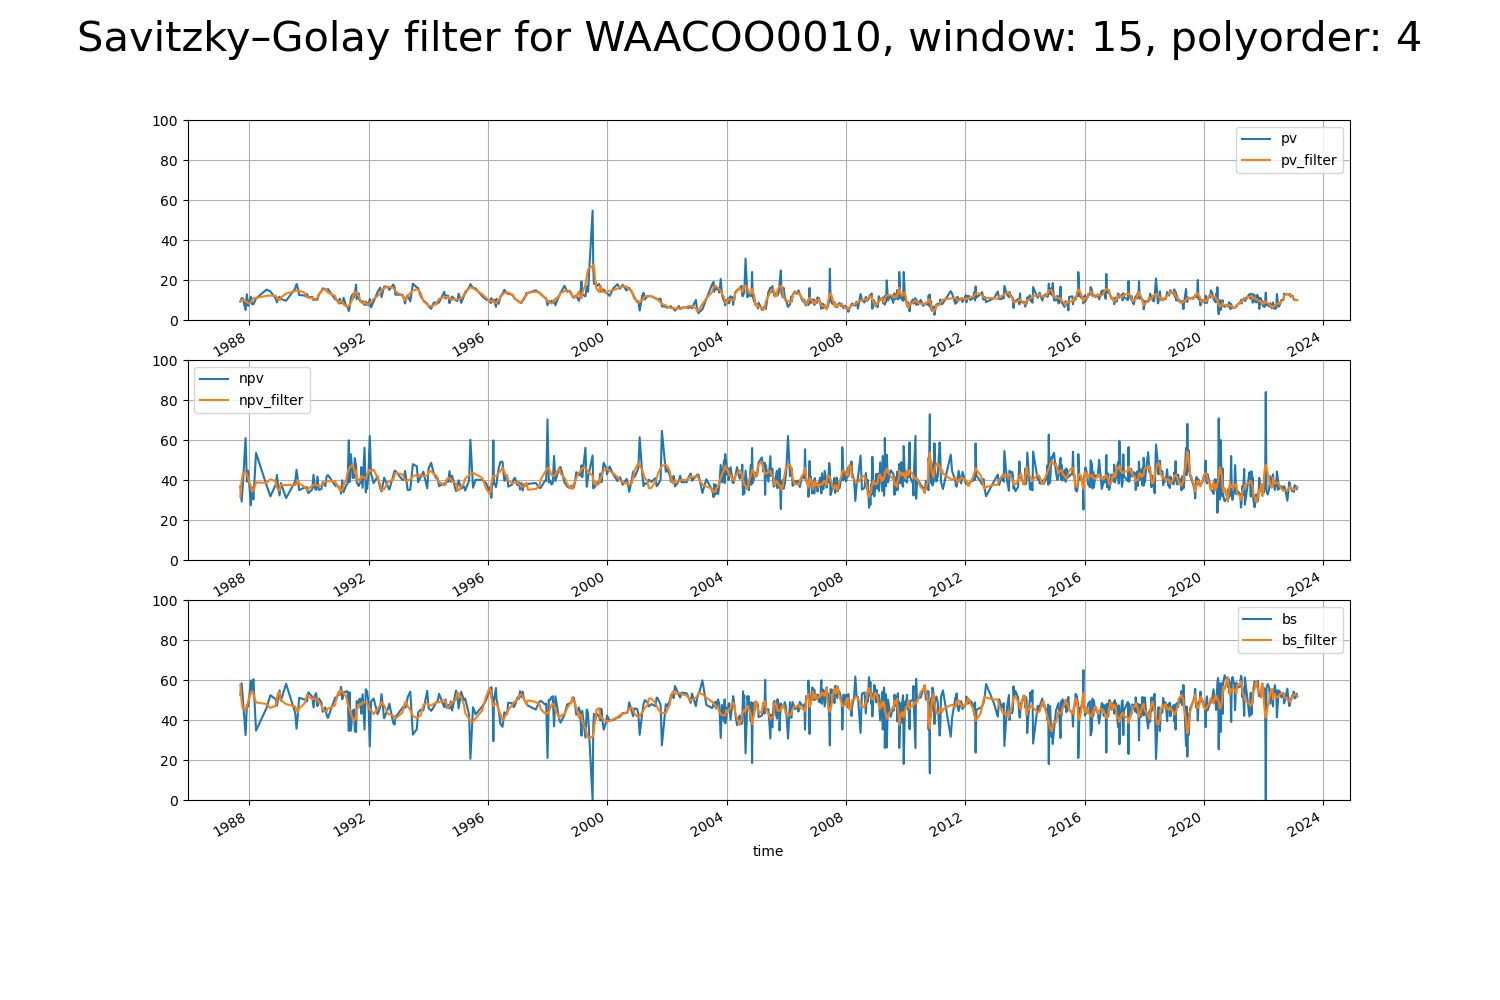 Savitzky–Golay filter for WAACOO0010, window: 15, polyorder: 4
100
80
60
40
20
0
pv
pv_filter
1988 1992 1996 2000 2004 2008 2012 2016 2020 2024
100
80
60
40
20
0
npv
npv_filter
1988 1992 1996 2000 2004 2008 2012 2016 2020 2024
100
80
60
40
20
0
bs
bs_filter
1988 1992 1996 2000 2004 2008 2012 2016 2020 2024
time